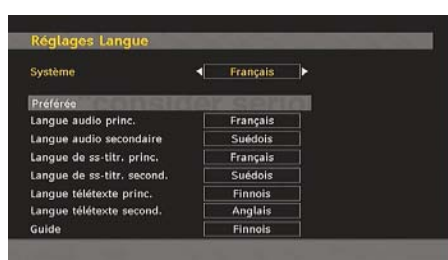 Réglages Langue
Système Français
Préférée
Langue audio princ. Français
Langue audio secondaire Suédois
Langue de ss-titr. princ. Français
Langue de ss-titr. second. Suédois
Langue télétexte princ. Finnois
Langue télétexte second. Anglais
Guide Finnois